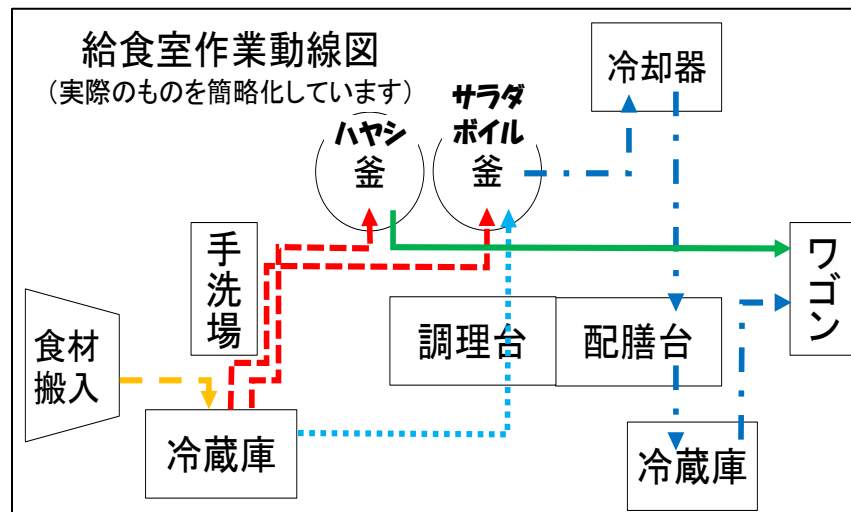 給食室作業動線図
（実際のものを簡略化しています）
冷却器
ハヤシ
釜
サラダ
ボイル
釜
手洗場
ワゴン
食材
搬入
調理台
配膳台
冷蔵庫
冷蔵庫